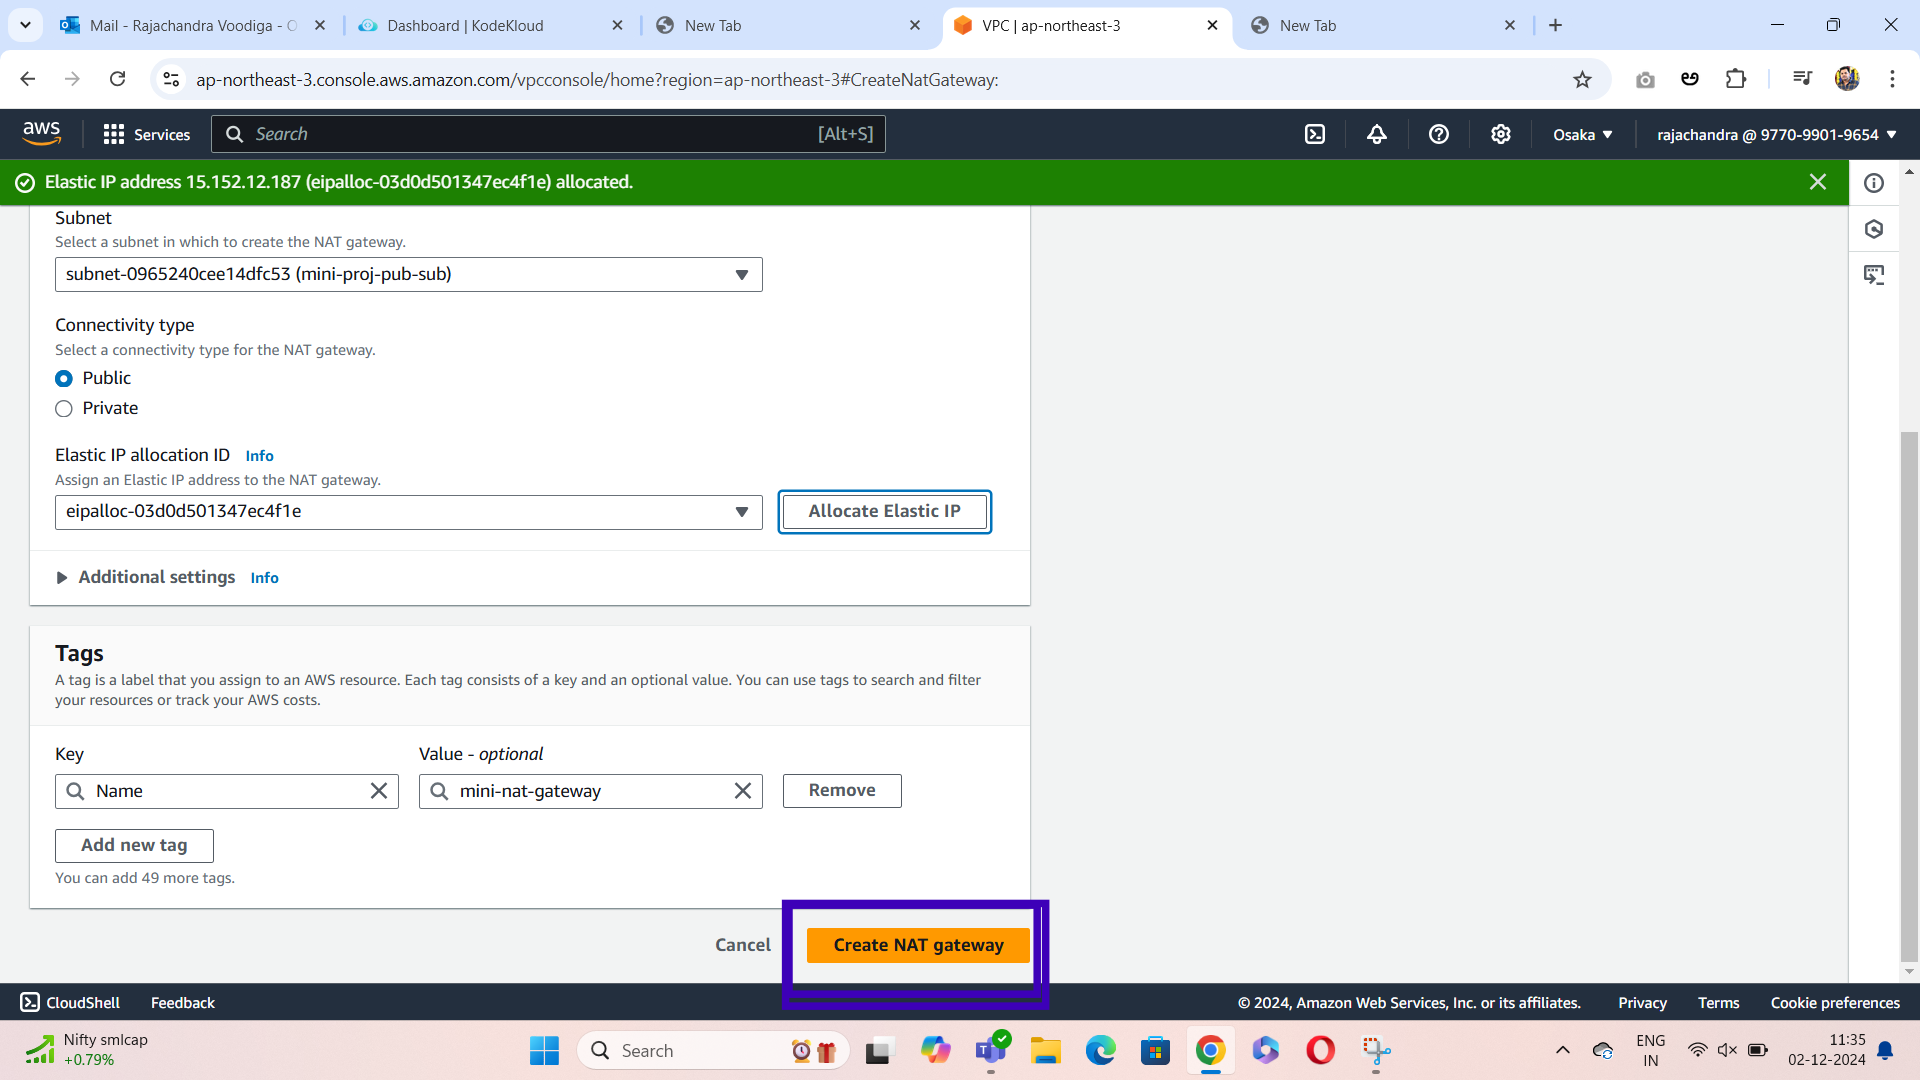 Mail - Rajachandra Voodiga - O
Dashboard | KodeKloud
New Tab
VPC | ap-northeast-3
New Tab
ap-northeast-3.console.aws.amazon.com/vpcconsole/home?region=ap-northeast-3#CreateNatGateway:
aws
Services
Search
[Alt+S]
Osaka
rajachandra @ 9770-9901-9654
Elastic IP address 15.152.12.187 (eipalloc-03d0d501347ec4f1e) allocated.
Subnet
Select a subnet in which to create the NAT gateway.
subnet-0965240cee14dfc53 (mini-proj-pub-sub)
Connectivity type
Select a connectivity type for the NAT gateway.
Public
Private
Elastic IP allocation ID Info
Assign an Elastic IP address to the NAT gateway.
eipalloc-03d0d501347ec4f1e
Allocate Elastic IP
Additional settings Info
Tags
A tag is a label that you assign to an AWS resource. Each tag consists of a key and an optional value. You can use tags to search and filter
your resources or track your AWS costs.
Key
Value - optional
Name
mini-nat-gateway
Remove
Add new tag
You can add 49 more tags.
Cancel
Create NAT gateway
CloudShell
Feedback
© 2024, Amazon Web Services, Inc. or its affiliates.
Privacy
Terms
Cookie preferences
Nifty smlcap
+0.79%
Search
ENG
IN
11:35
02-12-2024